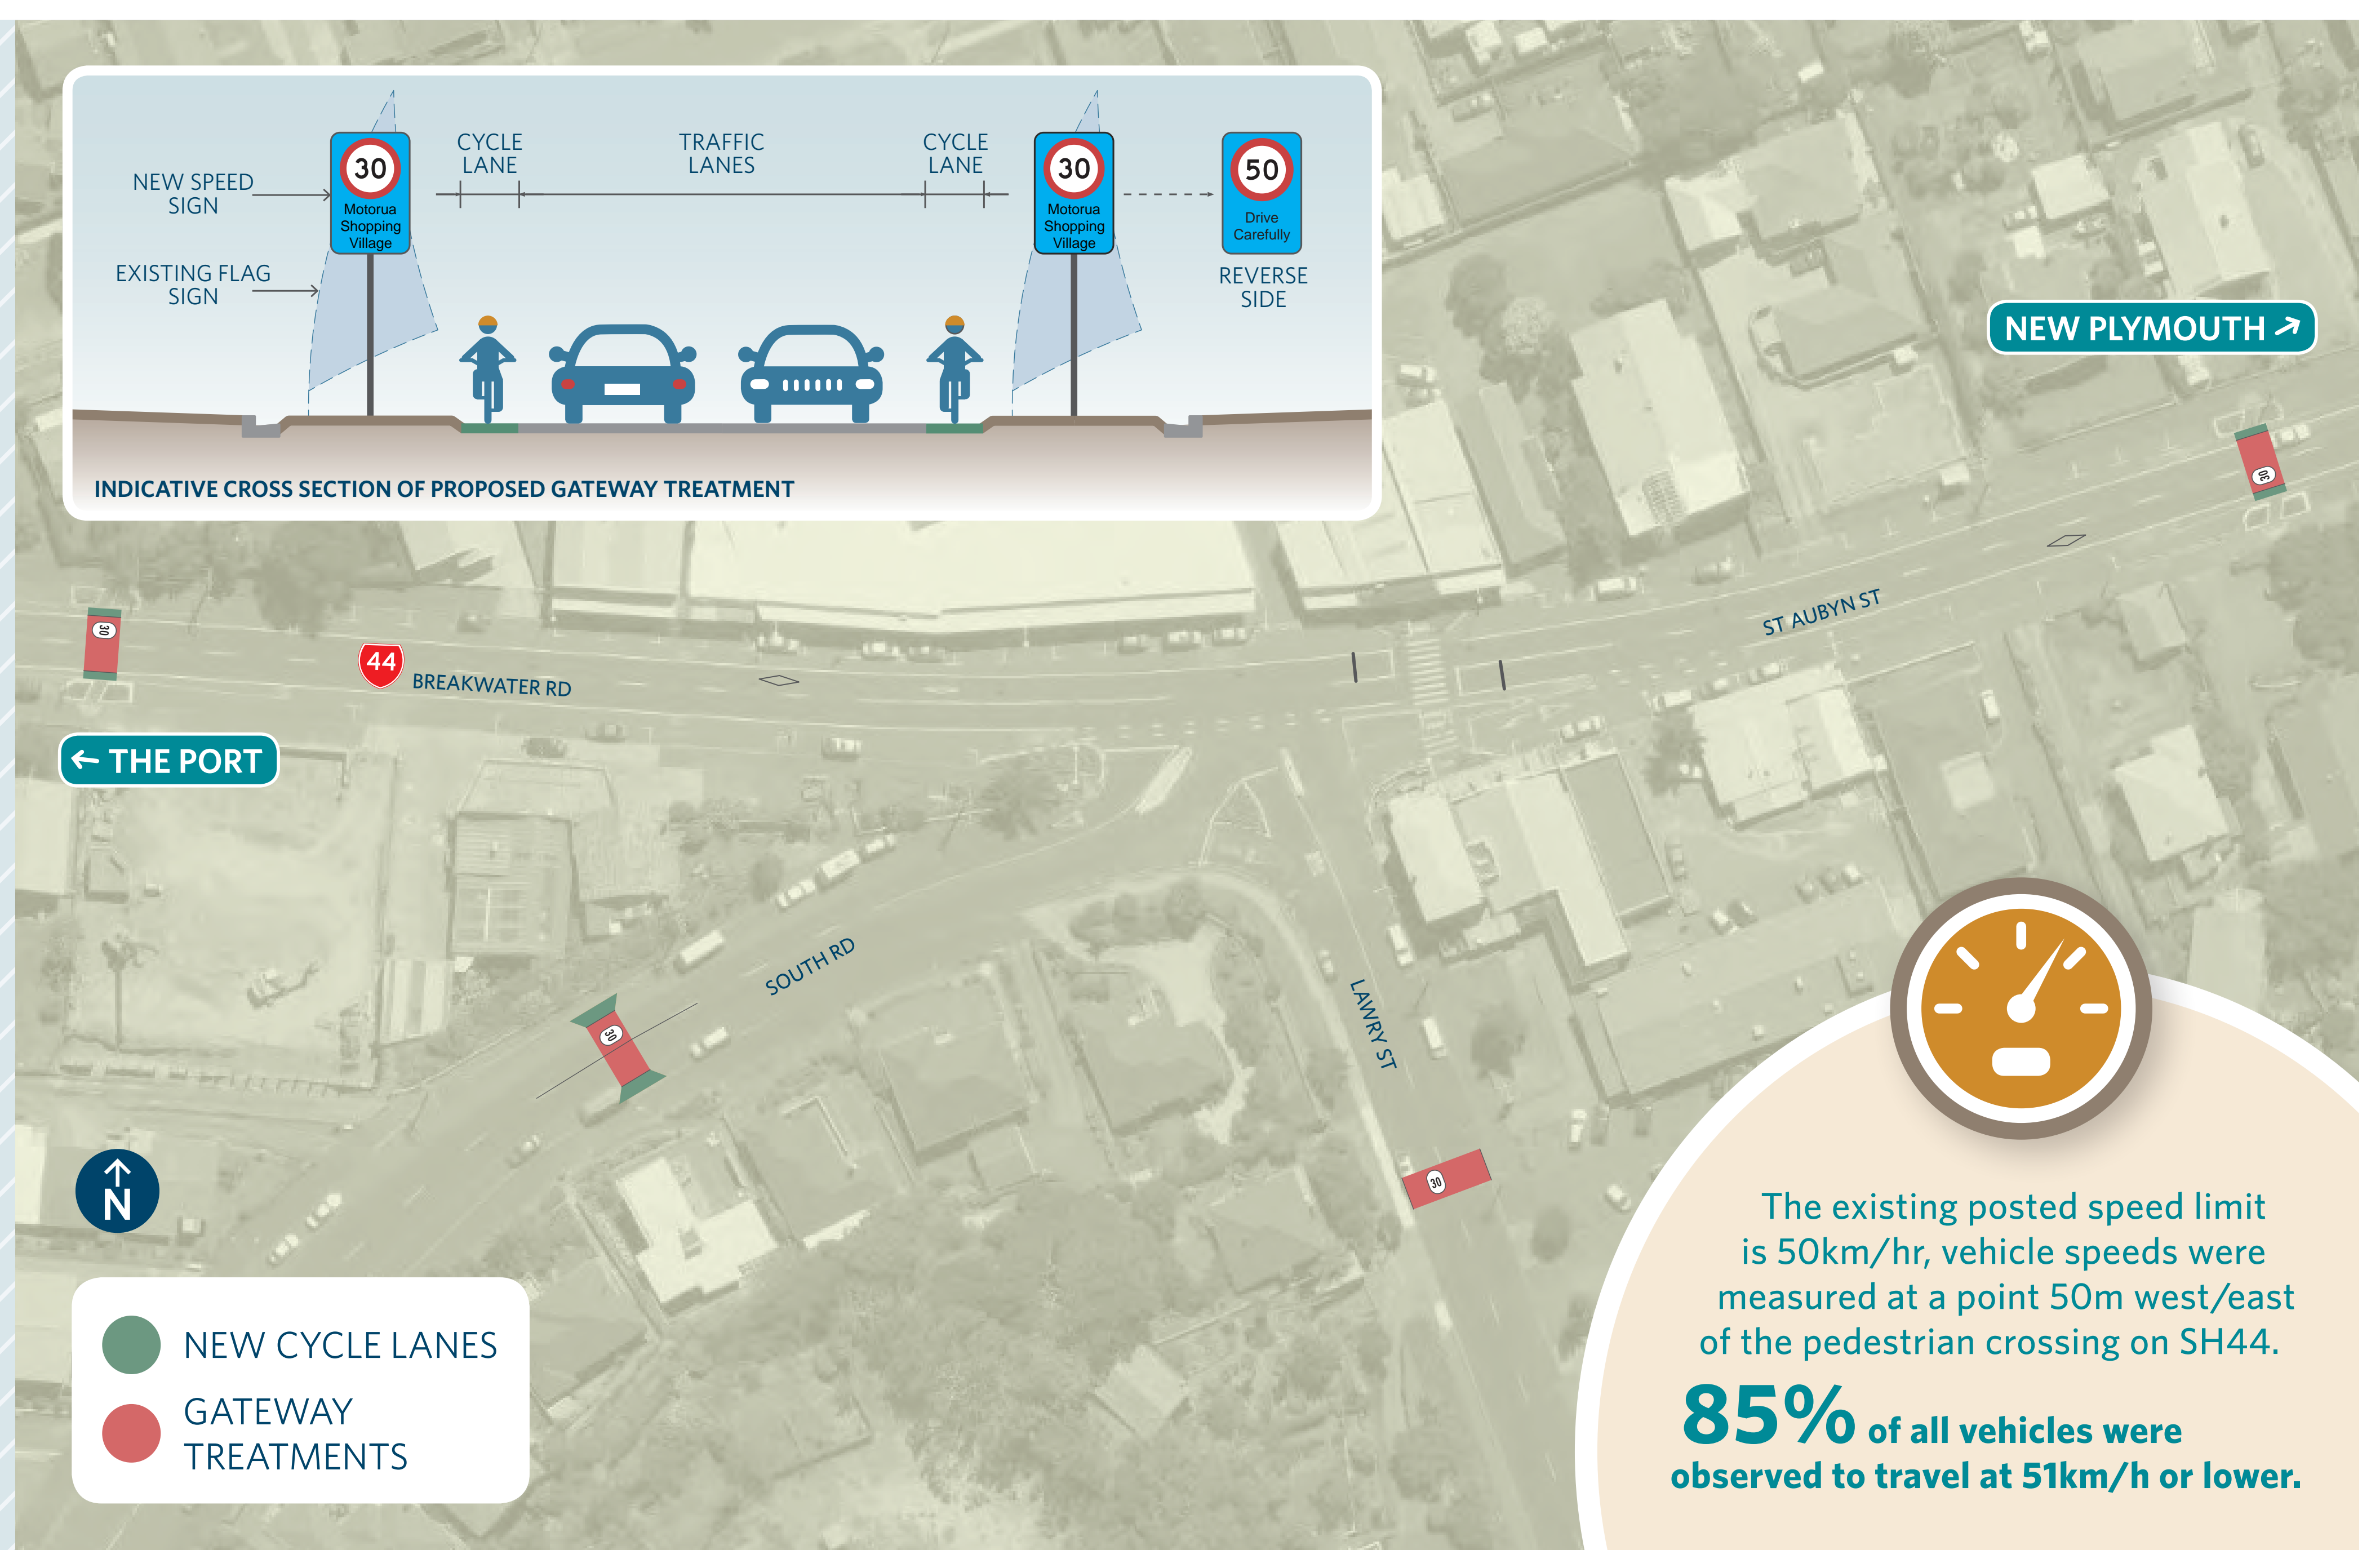 NEW SPEED
SIGN
EXISTING FLAG
SIGN
30
Motorua
Shopping
Village
CYCLE
LANE
TRAFFIC
LANES
CYCLE
LANE
30
Motorua
Shopping
Village
50
Drive
Carefully
REVERSE
SIDE
INDICATIVE CROSS SECTION OF PROPOSED GATEWAY TREATMENT
NEW PLYMOUTH
30
ST AUBYN ST
30
44
BREAKWATER RD
THE PORT
SOUTH RD
30
LAWRY ST
30
N
NEW CYCLE LANES
GATEWAY
TREATMENTS
The existing posted speed limit
is 50km/hr, vehicle speeds were
measured at a point 50m west/east
of the pedestrian crossing on SH44.
85% of all vehicles were
observed to travel at 51km/h or lower.